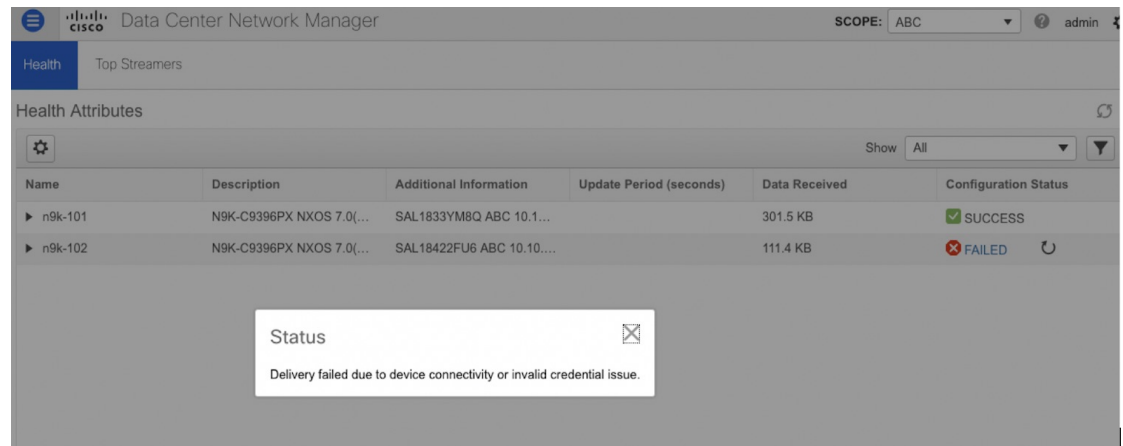 CISCO Data Center Network Manager SCOPE: ABC admin
Health Top Streamers
Health Attributes
Show All
Name Description Additional Information Update Period (seconds) Data Received Configuration Status
n9k-101 N9K-C9396PX NXOS 7.0(... SAL1833YM8Q ABC 10.1... 301.5 KB SUCCESS
n9k-102 N9K-C9396PX NXOS 7.0(... SAL18422FU6 ABC 10.10.... 111.4 KB FAILED
Status
Delivery failed due to device connectivity or invalid credential issue.